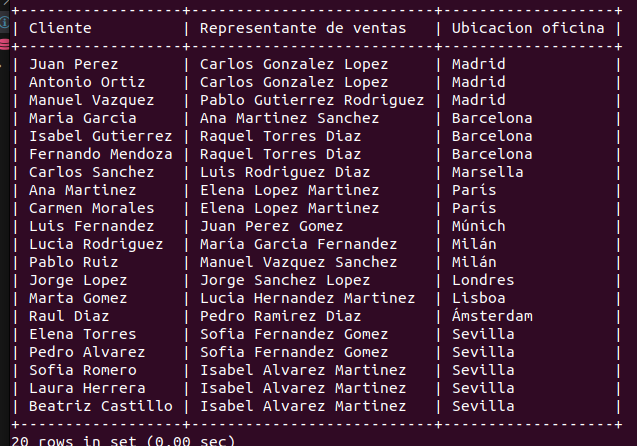 +------------------+---------------------------+-------------------+
| Cliente | Representante de ventas | Ubicacion oficina |
+------------------+---------------------------+-------------------+
| Juan Perez | Carlos Gonzalez Lopez | Madrid |
| Antonio Ortiz | Carlos Gonzalez Lopez | Madrid |
| Manuel Vazquez | Pablo Gutierrez Rodriguez | Madrid |
| Maria Garcia | Ana Martinez Sanchez | Barcelona |
| Isabel Gutierrez | Raquel Torres Diaz | Barcelona |
| Fernando Mendoza | Raquel Torres Diaz | Barcelona |
| Carlos Sanchez | Luis Rodriguez Diaz | Marsella |
| Ana Martinez | Elena Lopez Martinez | París |
| Carmen Morales | Elena Lopez Martinez | París |
| Luis Fernandez | Juan Perez Gomez | Múnich |
| Lucia Rodriguez | María Garcia Fernandez | Milán |
| Pablo Ruiz | Manuel Vazquez Sanchez | Milán |
| Jorge Lopez | Jorge Sanchez Lopez | Londres |
| Marta Gomez | Lucia Hernandez Martinez | Lisboa |
| Raul Diaz | Pedro Ramirez Diaz | Ámsterdam |
| Elena Torres | Sofia Fernandez Gomez | Sevilla |
| Pedro Alvarez | Sofia Fernandez Gomez | Sevilla |
| Sofia Romero | Isabel Alvarez Martinez | Sevilla |
| Laura Herrera | Isabel Alvarez Martinez | Sevilla |
| Beatriz Castillo | Isabel Alvarez Martinez | Sevilla |
+------------------+---------------------------+-------------------+
20 rows in set (0.00 sec)